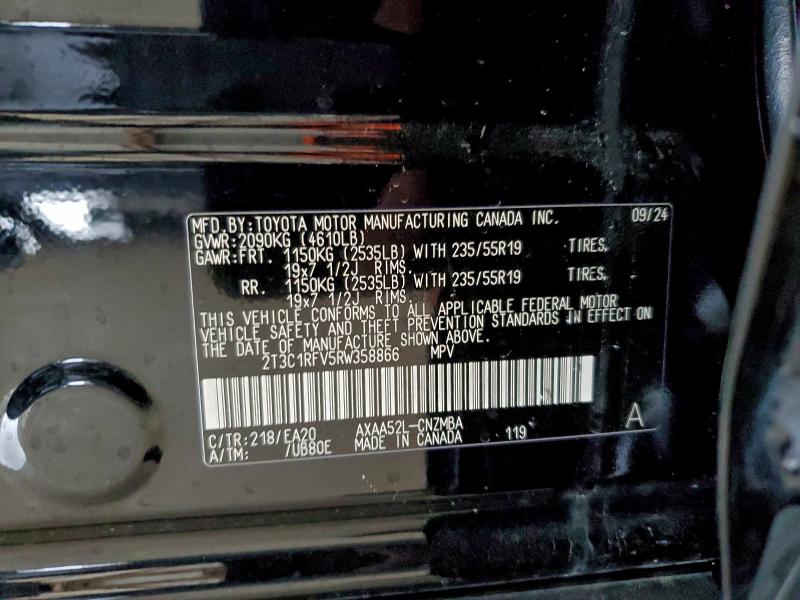 MFD.BY:TOYOTA MOTOR MANUFACTURING CANADA INC. 09/24
GVWR:2090KG (4610LB)
GAWR:FRT. 1150KG (2535LB) WITH 235/55R19 TIRES,
19x7 1/2J RIMS.
RR. 1150KG (2535LB) WITH 235/55R19 TIRES,
19x7 1/2J RIMS.
THIS VEHICLE CONFORMS TO ALL APPLICABLE FEDERAL MOTOR
VEHICLE SAFETY AND THEFT PREVENTION STANDARDS IN EFFECT ON
THE DATE OF MANUFACTURE SHOWN ABOVE.
2T3C1RFV5RW358866 MPV
C/TR:218/EA20 AXAA52L-CNZMBA 119 A
A/TM: /UB80E MADE IN CANADA